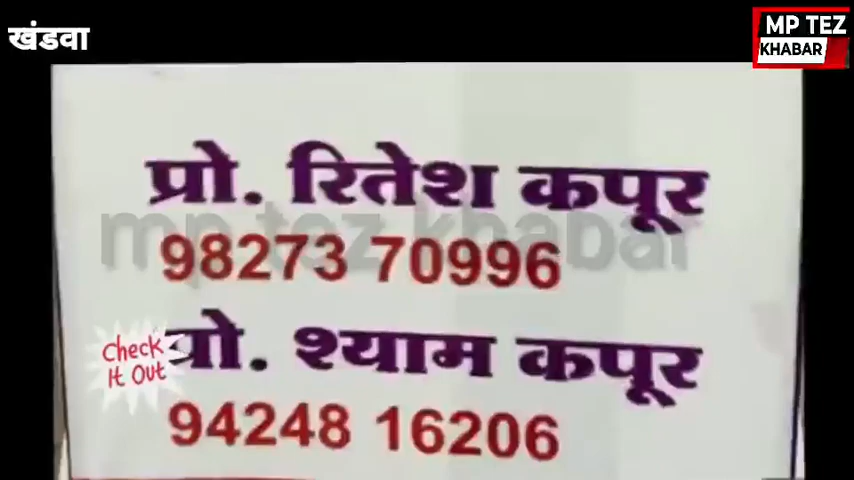 खंडवा
MP TEZ
KHABAR
प्रो. रितेश कपूर
mp tez khabar
98273 70996
Check
It Out
प्रो. श्याम कपूर
94248 16206